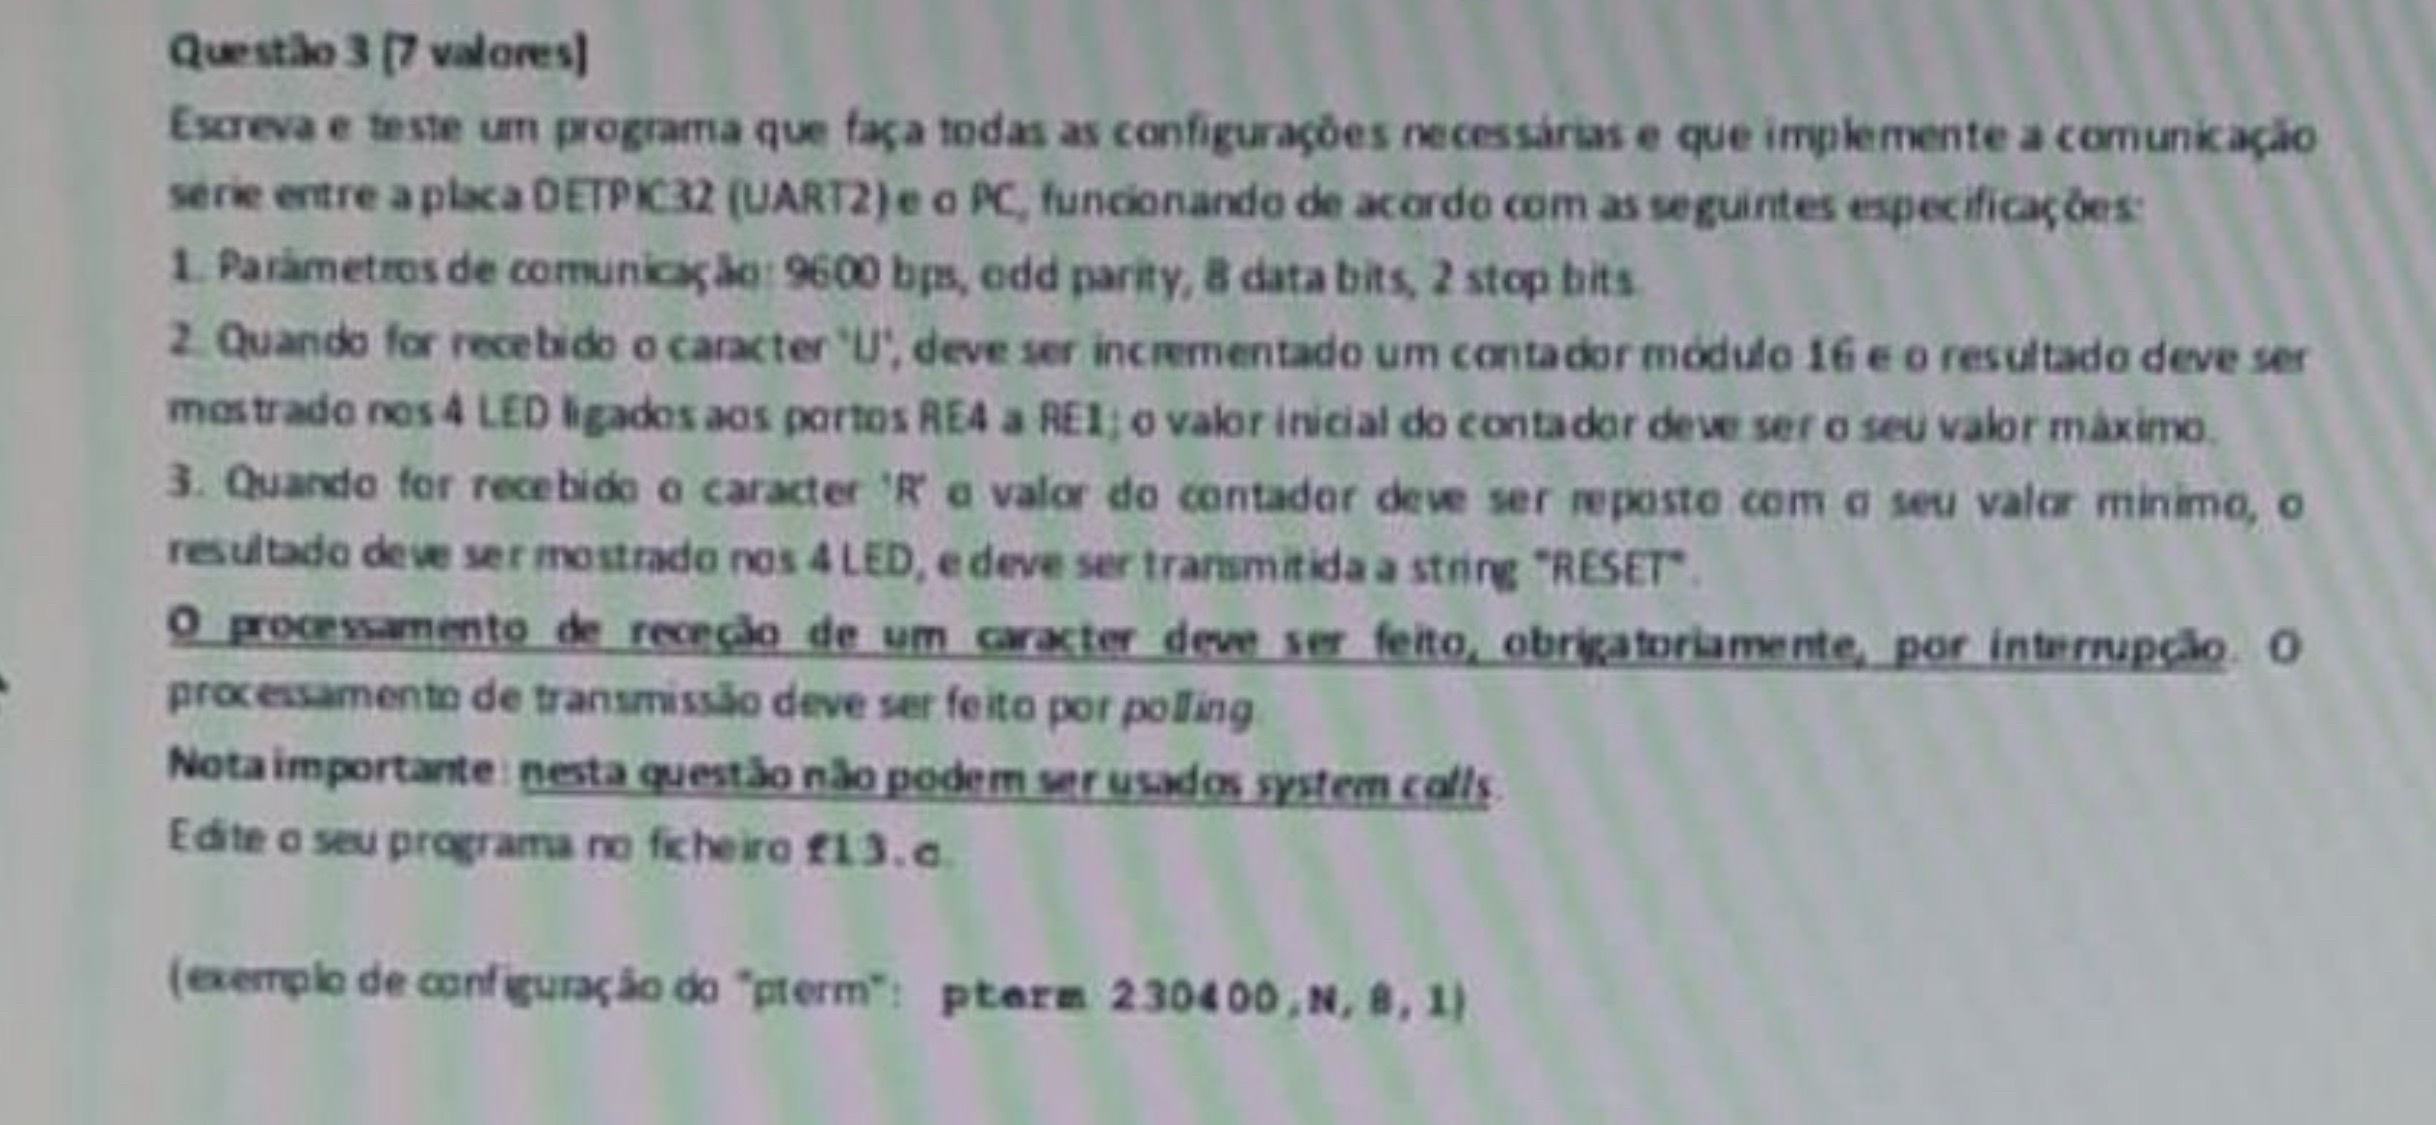 Questão 3 [7 valores]
Escreva e teste um programa que faça todas as configurações necessárias e que implemente a comunicação
série entre a placa DETPIC32 (UART2) e o PC, funcionando de acordo com as seguintes especificações:
1. Parâmetros de comunicação: 9600 bps, odd parity, 8 data bits, 2 stop bits.
2. Quando for recebido o caracter 'U', deve ser incrementado um contador módulo 16 e o resultado deve ser
mostrado nos 4 LED ligados aos portos RE4 a RE1; o valor inicial do contador deve ser o seu valor máximo.
3. Quando for recebido o caracter 'R' o valor do contador deve ser reposto com o seu valor mínimo, o
resultado deve ser mostrado nos 4 LED, e deve ser transmitida a string "RESET".
O processamento de receção de um caracter deve ser feito, obrigatoriamente, por interrupção. O
processamento de transmissão deve ser feito por polling.
Nota importante: nesta questão não podem ser usados system calls.
Edite o seu programa no ficheiro f13.c.
(exemplo de configuração do "pterm": pterm 230400,N,8,1)